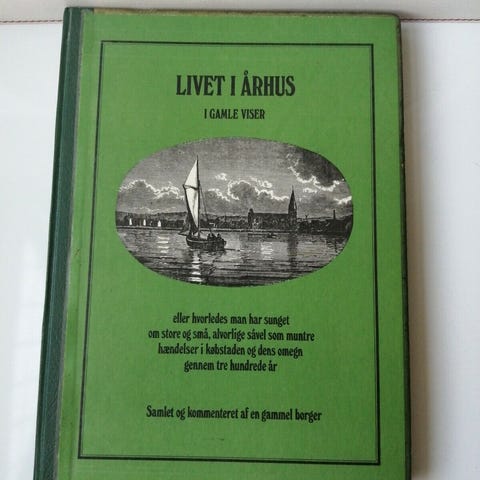 LIVET I ÅRHUS
I GAMLE VISER
eller hvorledes man har sunget
om store og små, alvorlige såvel som muntre
hændelser i købstaden og dens omegn
gennem tre hundrede år
Samlet og kommenteret af en gammel borger